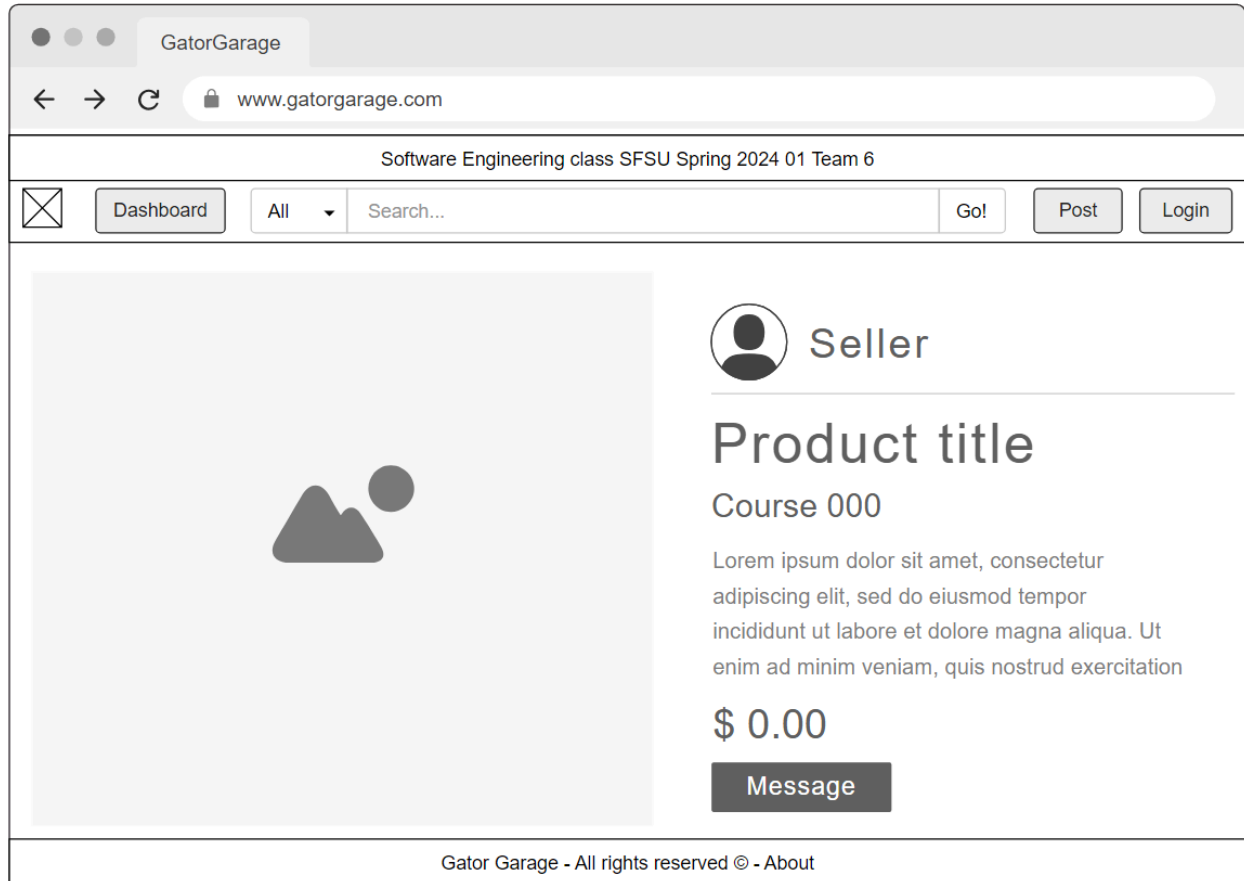 GatorGarage
www.gatorgarage.com
Software Engineering class SFSU Spring 2024 01 Team 6
Dashboard All Search... Go! Post Login
Seller
Product title
Course 000
Lorem ipsum dolor sit amet, consectetur
adipiscing elit, sed do eiusmod tempor
incididunt ut labore et dolore magna aliqua. Ut
enim ad minim veniam, quis nostrud exercitation
$ 0.00
Message
Gator Garage - All rights reserved © - About